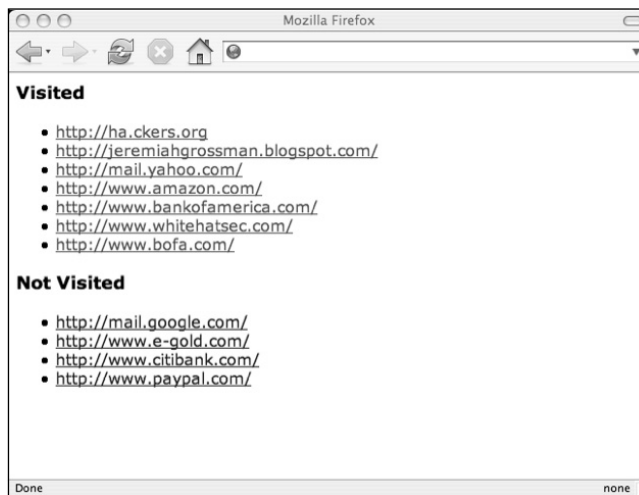 Mozilla Firefox
Visited
http://ha.ckers.org
http://jeremiahgrossman.blogspot.com/
http://mail.yahoo.com/
http://www.amazon.com/
http://www.bankofamerica.com/
http://www.whitehatsec.com/
http://www.bofa.com/
Not Visited
http://mail.google.com/
http://www.e-gold.com/
http://www.citibank.com/
http://www.paypal.com/
Done none